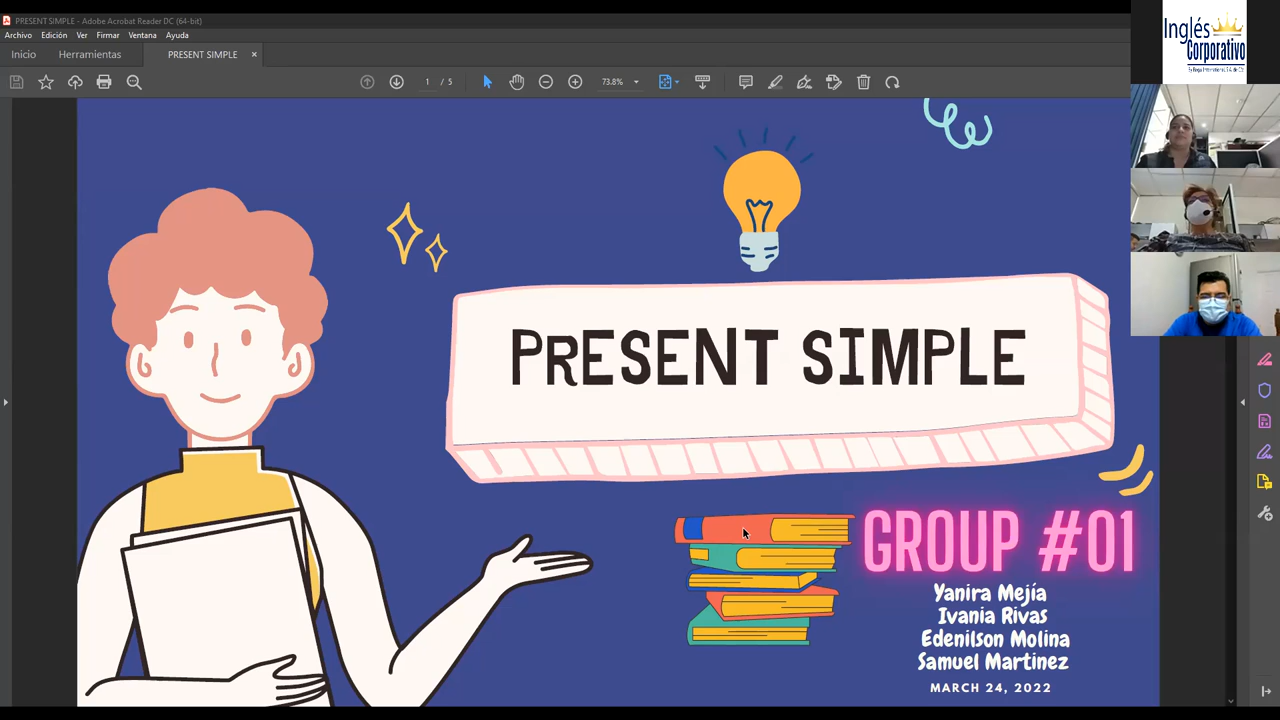 PRESENT SIMPLE - Adobe Acrobat Reader DC (64-bit)
Archivo Edición Ver Firmar Ventana Ayuda
Inicio Herramientas PRESENT SIMPLE ×
1 / 5 73.8%
Inglés
Corporativo
PRESENT SIMPLE
GROUP #01
Yanira Mejía
Ivania Rivas
Edenilson Molina
Samuel Martinez
MARCH 24, 2022